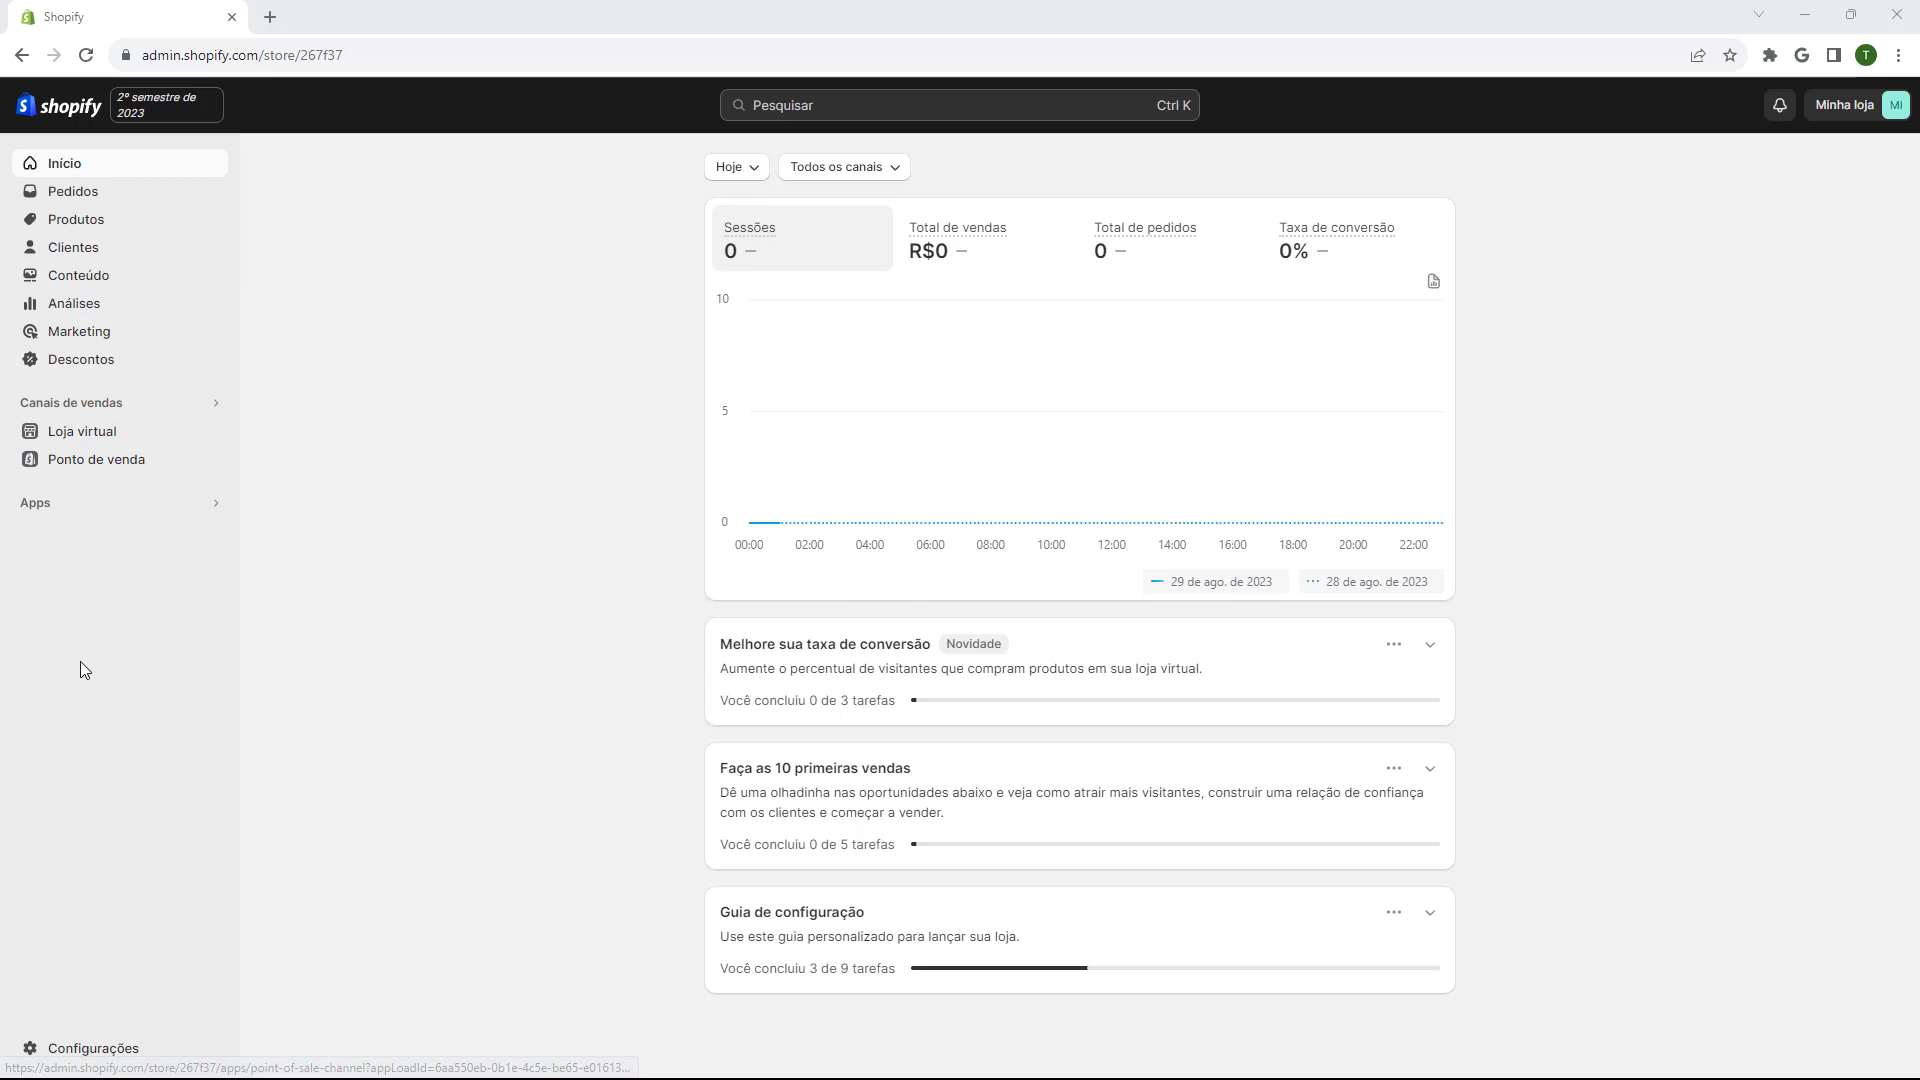 Shopify
admin.shopify.com/store/267f37
T
shopify
2º semestre de
2023
Pesquisar
Ctrl K
Minha loja
MI
Início
Pedidos
Produtos
Clientes
Conteúdo
Análises
Marketing
Descontos
Canais de vendas
Loja virtual
Ponto de venda
Apps
Configurações
Hoje
Todos os canais
Sessões
0 –
Total de vendas
R$0 –
Total de pedidos
0 –
Taxa de conversão
0% –
10
5
0
00:00 02:00 04:00 06:00 08:00 10:00 12:00 14:00 16:00 18:00 20:00 22:00
29 de ago. de 2023
28 de ago. de 2023
Melhore sua taxa de conversão Novidade
Aumente o percentual de visitantes que compram produtos em sua loja virtual.
Você concluiu 0 de 3 tarefas
Faça as 10 primeiras vendas
Dê uma olhadinha nas oportunidades abaixo e veja como atrair mais visitantes, construir uma relação de confiança
com os clientes e começar a vender.
Você concluiu 0 de 5 tarefas
Guia de configuração
Use este guia personalizado para lançar sua loja.
Você concluiu 3 de 9 tarefas
https://admin.shopify.com/store/267f37/apps/point-of-sale-channel?appLoadId=6aa550eb-0b1e-4c5e-be65-e01613...